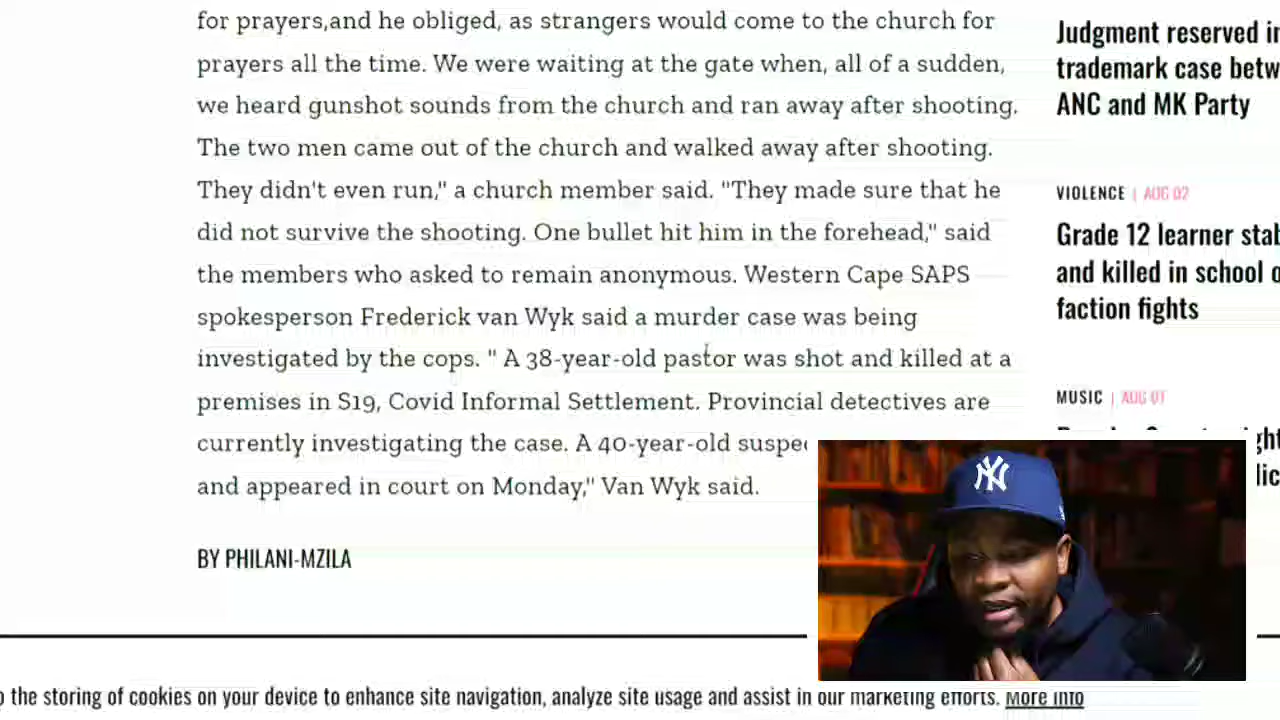 for prayers,and he obliged, as strangers would come to the church for
prayers all the time. We were waiting at the gate when, all of a sudden,
we heard gunshot sounds from the church and ran away after shooting.
The two men came out of the church and walked away after shooting.
They didn't even run," a church member said. "They made sure that he
did not survive the shooting. One bullet hit him in the forehead," said
the members who asked to remain anonymous. Western Cape SAPS
spokesperson Frederick van Wyk said a murder case was being
investigated by the cops. " A 38-year-old pastor was shot and killed at a
premises in S19, Covid Informal Settlement. Provincial detectives are
currently investigating the case. A 40-year-old
and appeared in court on Monday," Van Wyk said.
BY PHILANI-MZILA
Judgment reserved in
trademark case
ANC and MK Party
VIOLENCE | AUG 02
Grade 12 learner
and killed in school
faction fights
MUSIC | AUG 01
NY
the storing of cookies on your device to enhance site navigation, analyze site usage and assist in our marketing efforts. More info